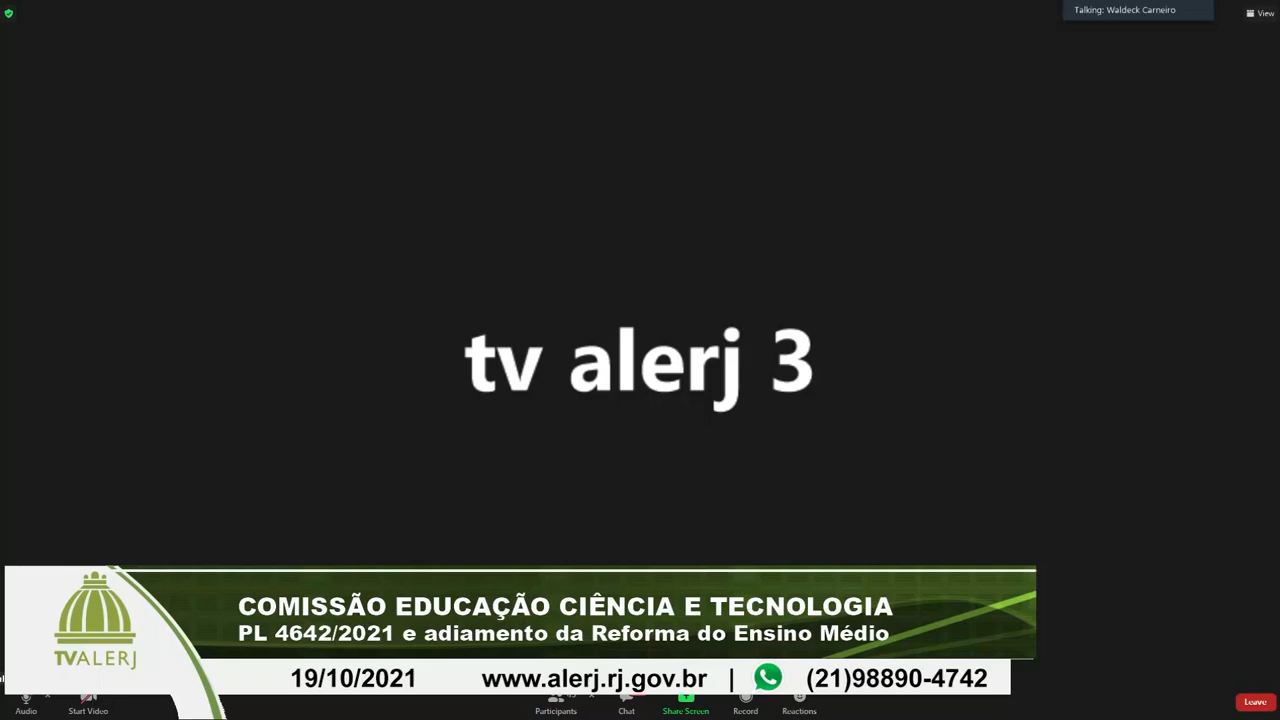 Talking: Waldeck Carneiro
View
tv alerj 3
COMISSÃO EDUCAÇÃO CIÊNCIA E TECNOLOGIA
PL 4642/2021 e adiamento da Reforma do Ensino Médio
TVALERJ
19/10/2021 www.alerj.rj.gov.br | (21)98890-4742
Audio Start Video Participants Chat Share Screen Record Reactions Leave